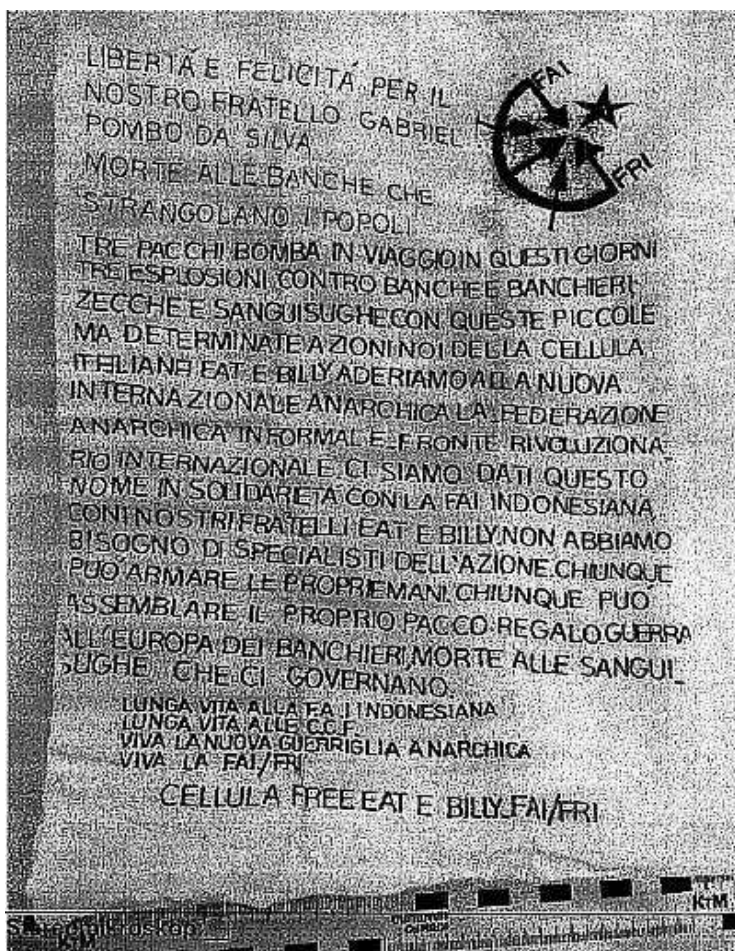 LIBERTÀ E FELICITÀ PER IL
NOSTRO FRATELLO GABRIEL
POMBO DA SILVA
MORTE ALLE BANCHE CHE
STRANGOLANO I POPOLI
FAI
FRI
TRE PACCHI BOMBA IN VIAGGIO IN QUESTI GIORNI
TRE ESPLOSIONI CONTRO BANCHE E BANCHIERI
ZECCHE E SANGUISUGHE CON QUESTE PICCOLE
MA DETERMINATE AZIONI NOI DELLA CELLULA
ITALIANA EAT E BILLY ADERIAMO ALLA NUOVA
INTERNAZIONALE ANARCHICA LA FEDERAZIONE
ANARCHICA INFORMALE-FRONTE RIVOLUZIONA_
RIO INTERNAZIONALE CI SIAMO DATI QUESTO
NOME IN SOLIDARIETÀ CON LA FAI INDONESIANA
CON I NOSTRI FRATELLI EAT E BILLY. NON ABBIAMO
BISOGNO DI SPECIALISTI DELL'AZIONE. CHIUNQUE
PUÒ ARMARE LE PROPRIE MANI. CHIUNQUE PUÒ
ASSEMBLARE IL PROPRIO PACCO REGALO. GUERRA
ALL'EUROPA DEI BANCHIERI, MORTE ALLE SANGUI_
SUGHE CHE CI GOVERNANO.
LUNGA VITA ALLA FAI INDONESIANA
LUNGA VITA ALLE C.C.F.
VIVA LA NUOVA GUERRIGLIA ANARCHICA
VIVA LA FAI/FRI
CELLULA FREE EAT E BILLY. FAI/FRI
KTM
KTM